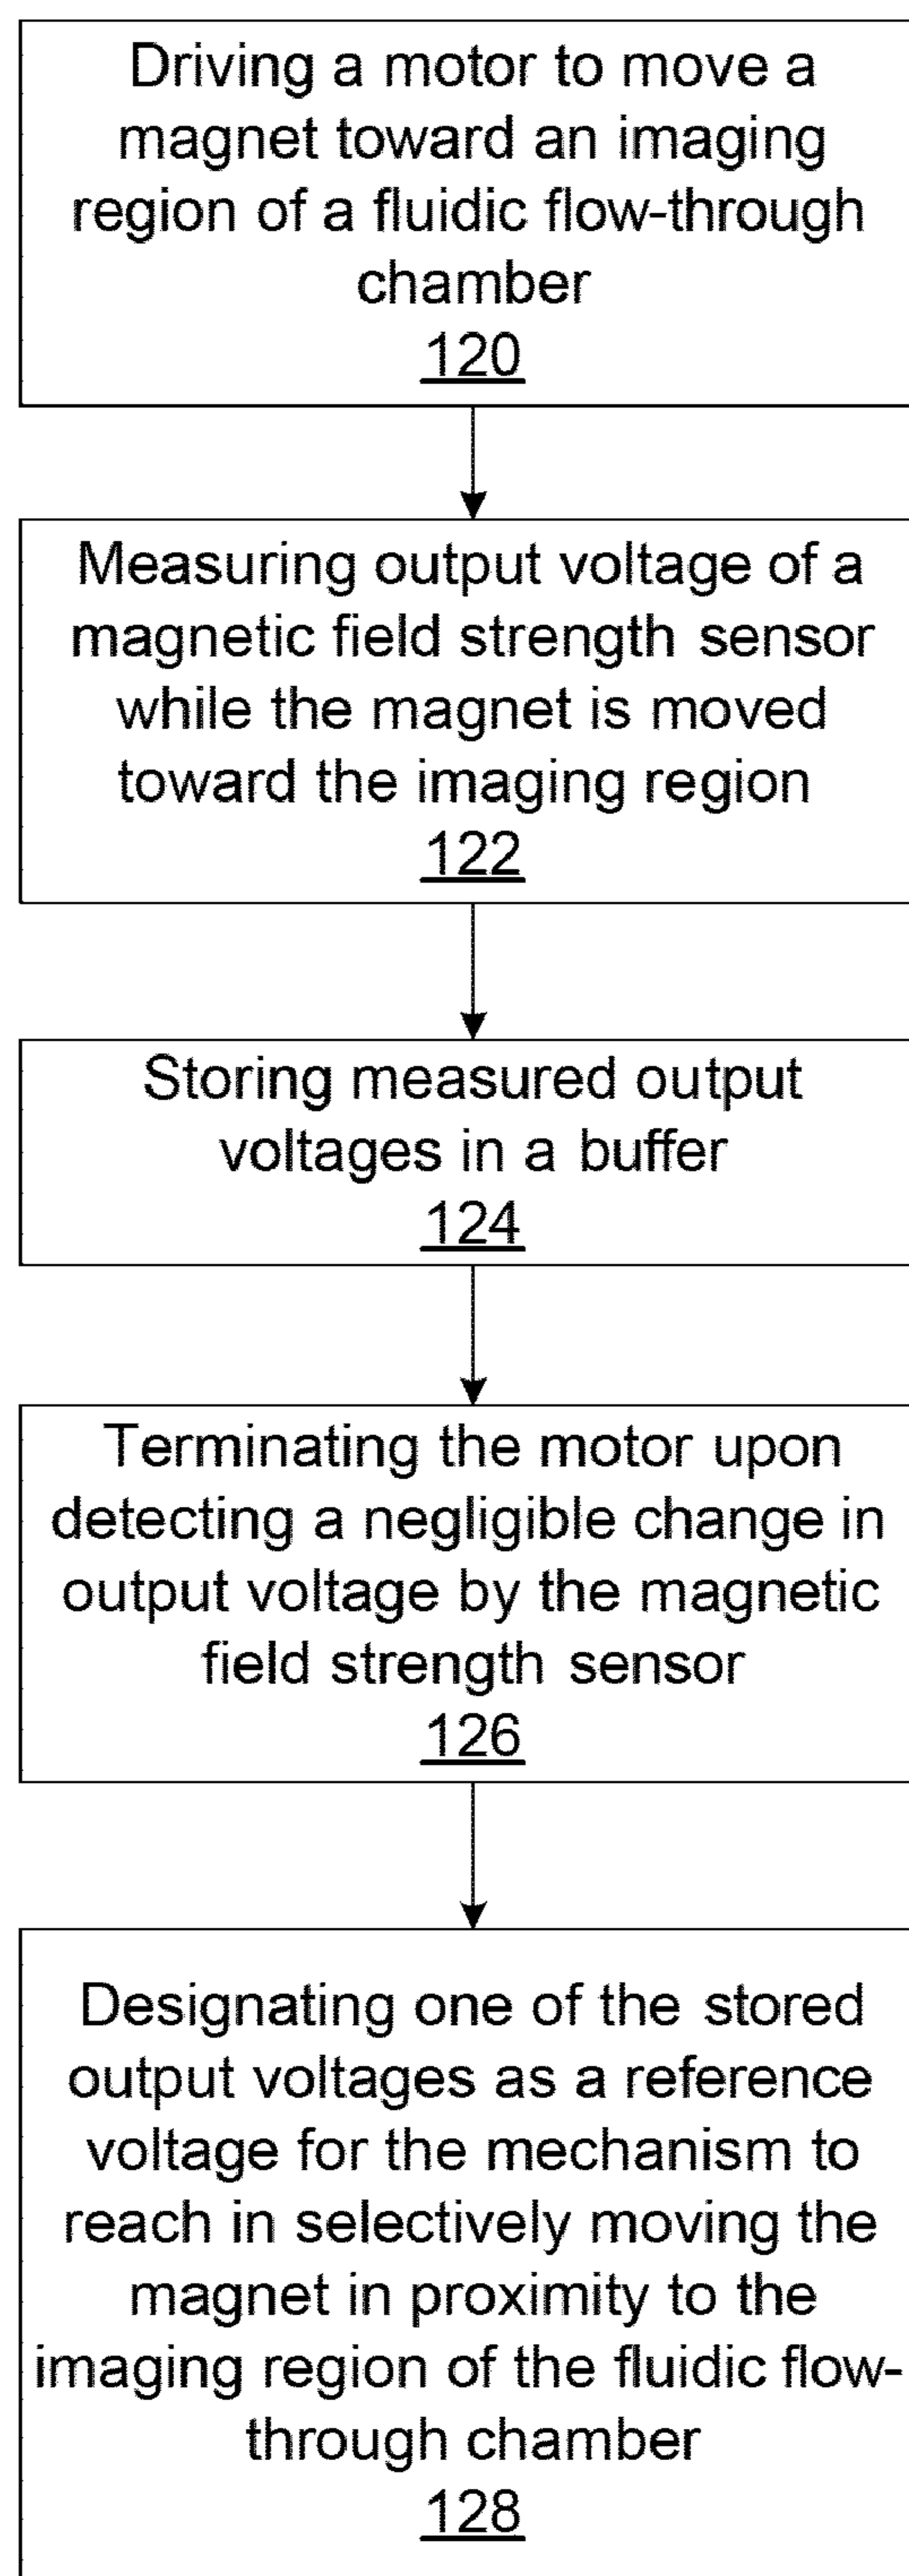 Driving a motor to move a
magnet toward an imaging
region of a fluidic flow-through
chamber
120
Measuring output voltage of a
magnetic field strength sensor
while the magnet is moved
toward the imaging region
122
Storing measured output
voltages in a buffer
124
Terminating the motor upon
detecting a negligible change in
output voltage by the magnetic
field strength sensor
126
Designating one of the stored
output voltages as a reference
voltage for the mechanism to
reach in selectively moving the
magnet in proximity to the
imaging region of the fluidic flow-
through chamber
128